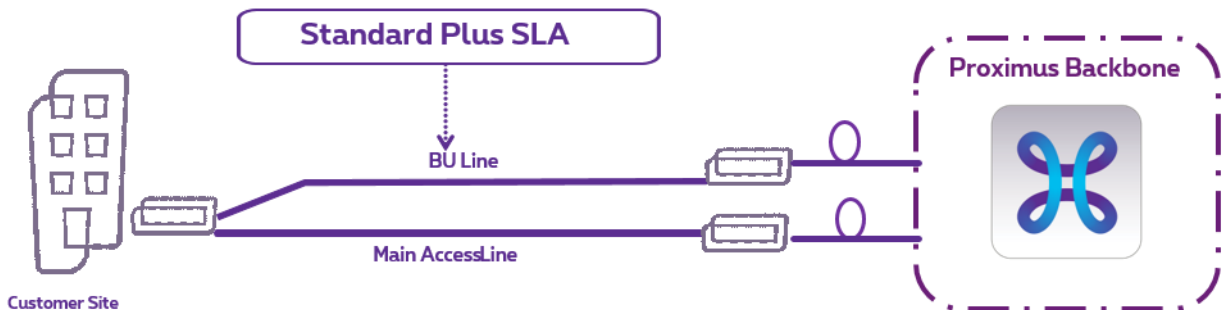 Standard Plus SLA
Proximus Backbone
BU Line
Main AccessLine
Customer Site